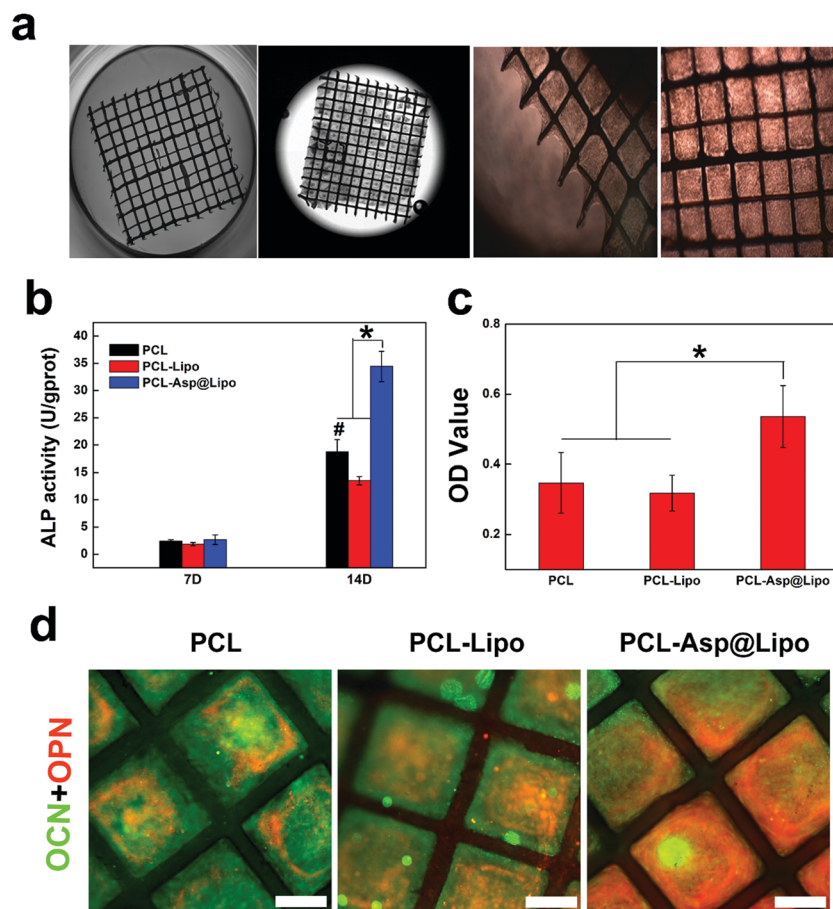 a
b
c
ALP activity (U/gprot)
40
35
30
25
20
15
10
5
0
PCL
PCL-Lipo
PCL-Asp@Lipo
*
#
7D
14D
OD Value
0.8
0.6
0.4
0.2
*
PCL
PCL-Lipo
PCL-Asp@Lipo
d
PCL
PCL-Lipo
PCL-Asp@Lipo
OCN+OPN